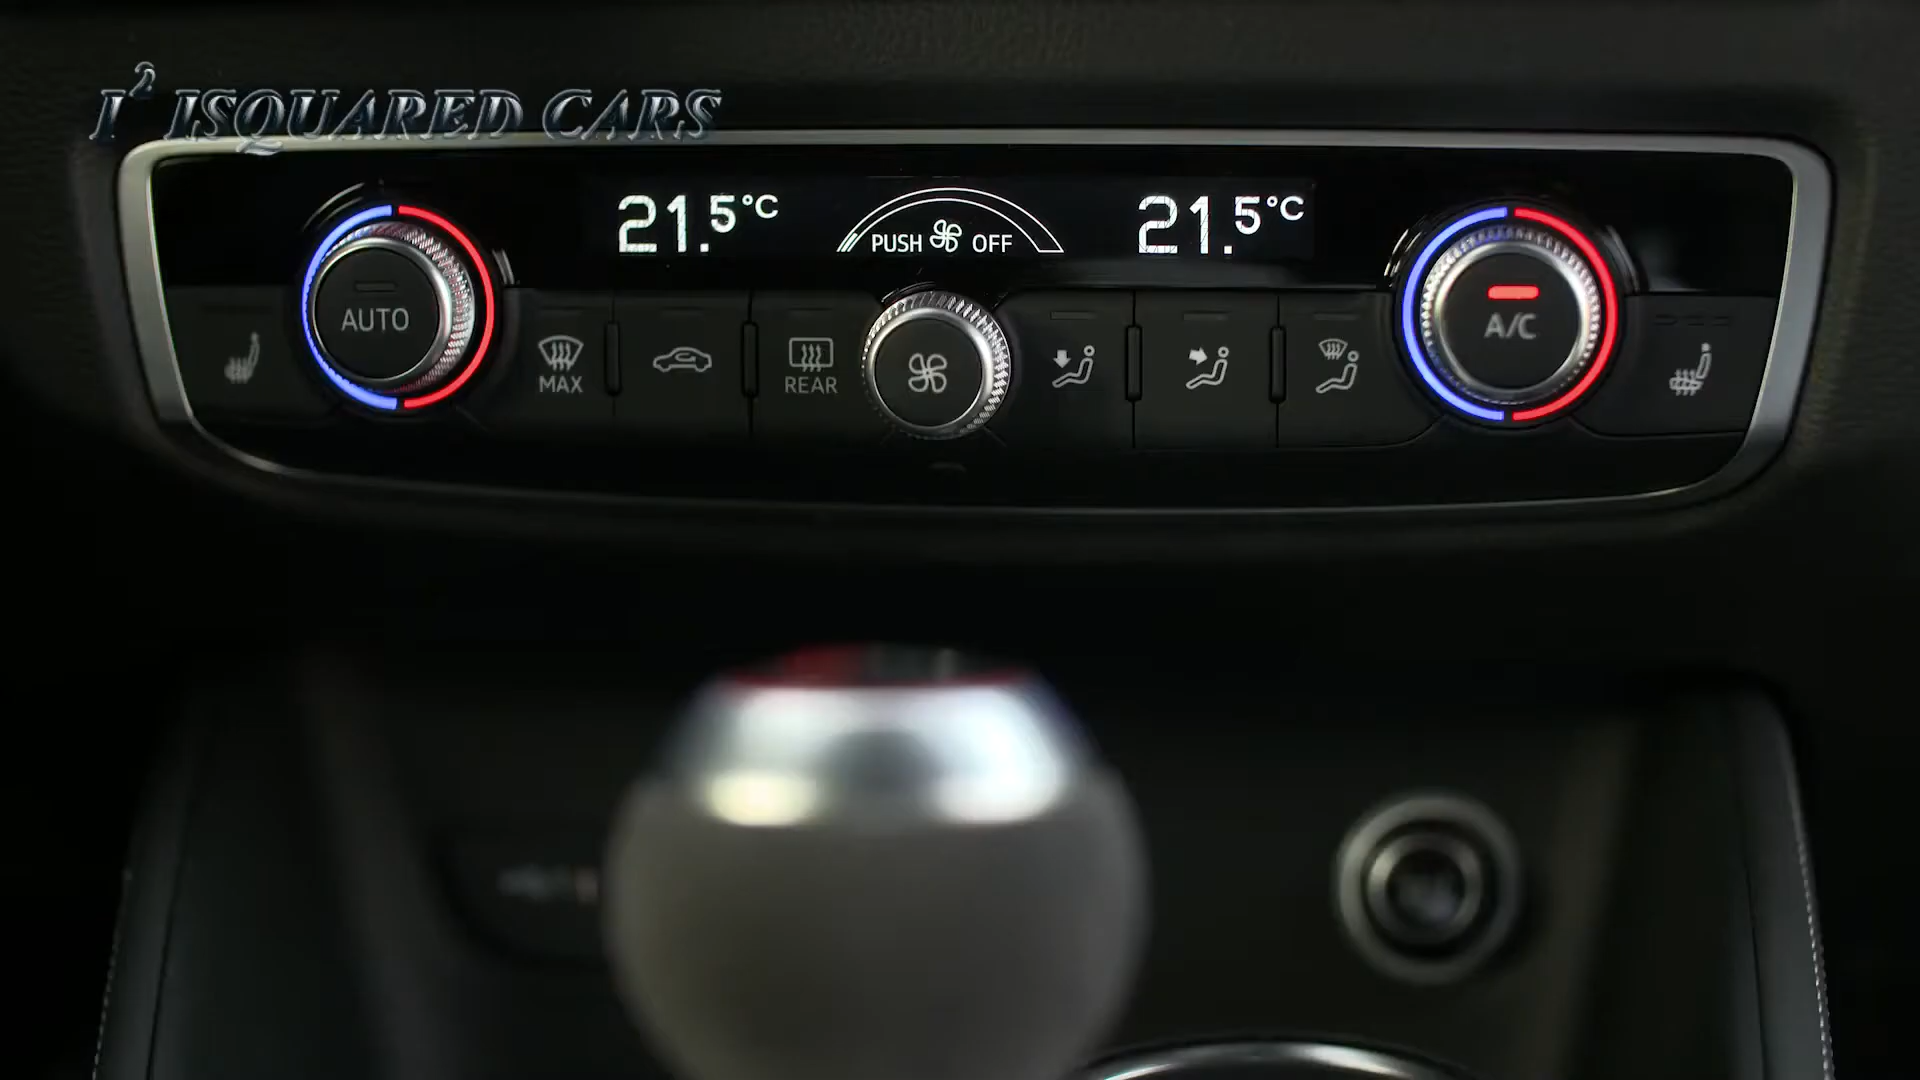 I² ISQUARED CARS
21.5°C PUSH OFF 21.5°C
AUTO
A/C
MAX
REAR